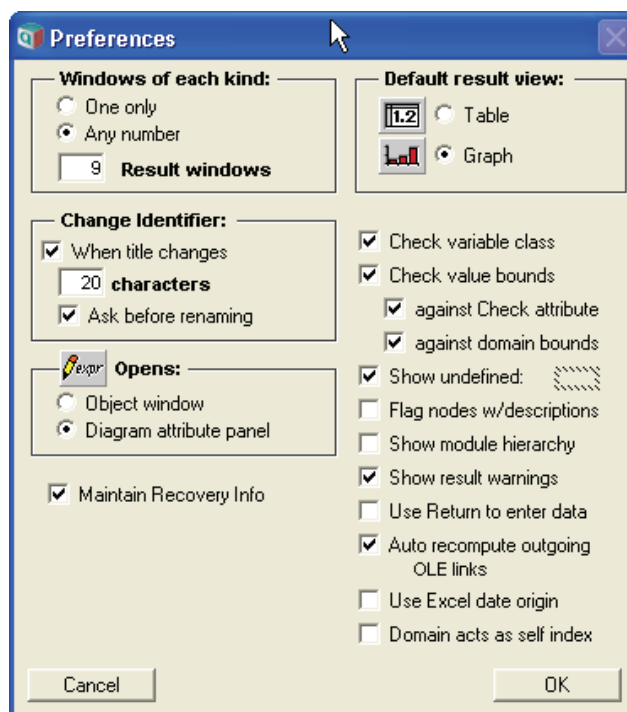 Preferences
Windows of each kind:
One only
Any number
9 Result windows
Default result view:
1.2 Table
Graph
Change Identifier:
When title changes
20 characters
Ask before renaming
expr Opens:
Object window
Diagram attribute panel
Maintain Recovery Info
Check variable class
Check value bounds
against Check attribute
against domain bounds
Show undefined:
Flag nodes w/descriptions
Show module hierarchy
Show result warnings
Use Return to enter data
Auto recompute outgoing
OLE links
Use Excel date origin
Domain acts as self index
Cancel
OK